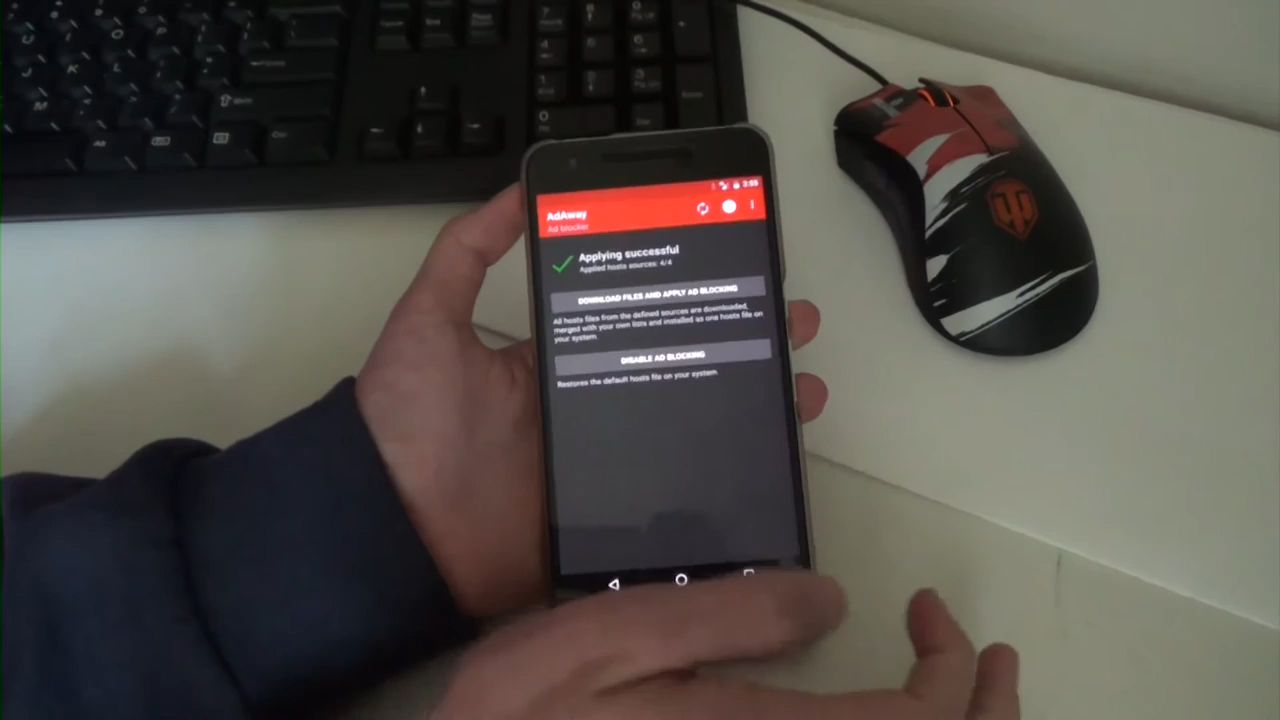 3:55
AdAway
Ad blocker
Applying successful
Applied hosts sources: 4/4
DOWNLOAD FILES AND APPLY AD BLOCKING
All hosts files from the defined sources are downloaded,
merged with your own lists and installed as one hosts file on
your system.
DISABLE AD BLOCKING
Restores the default hosts file on your system.